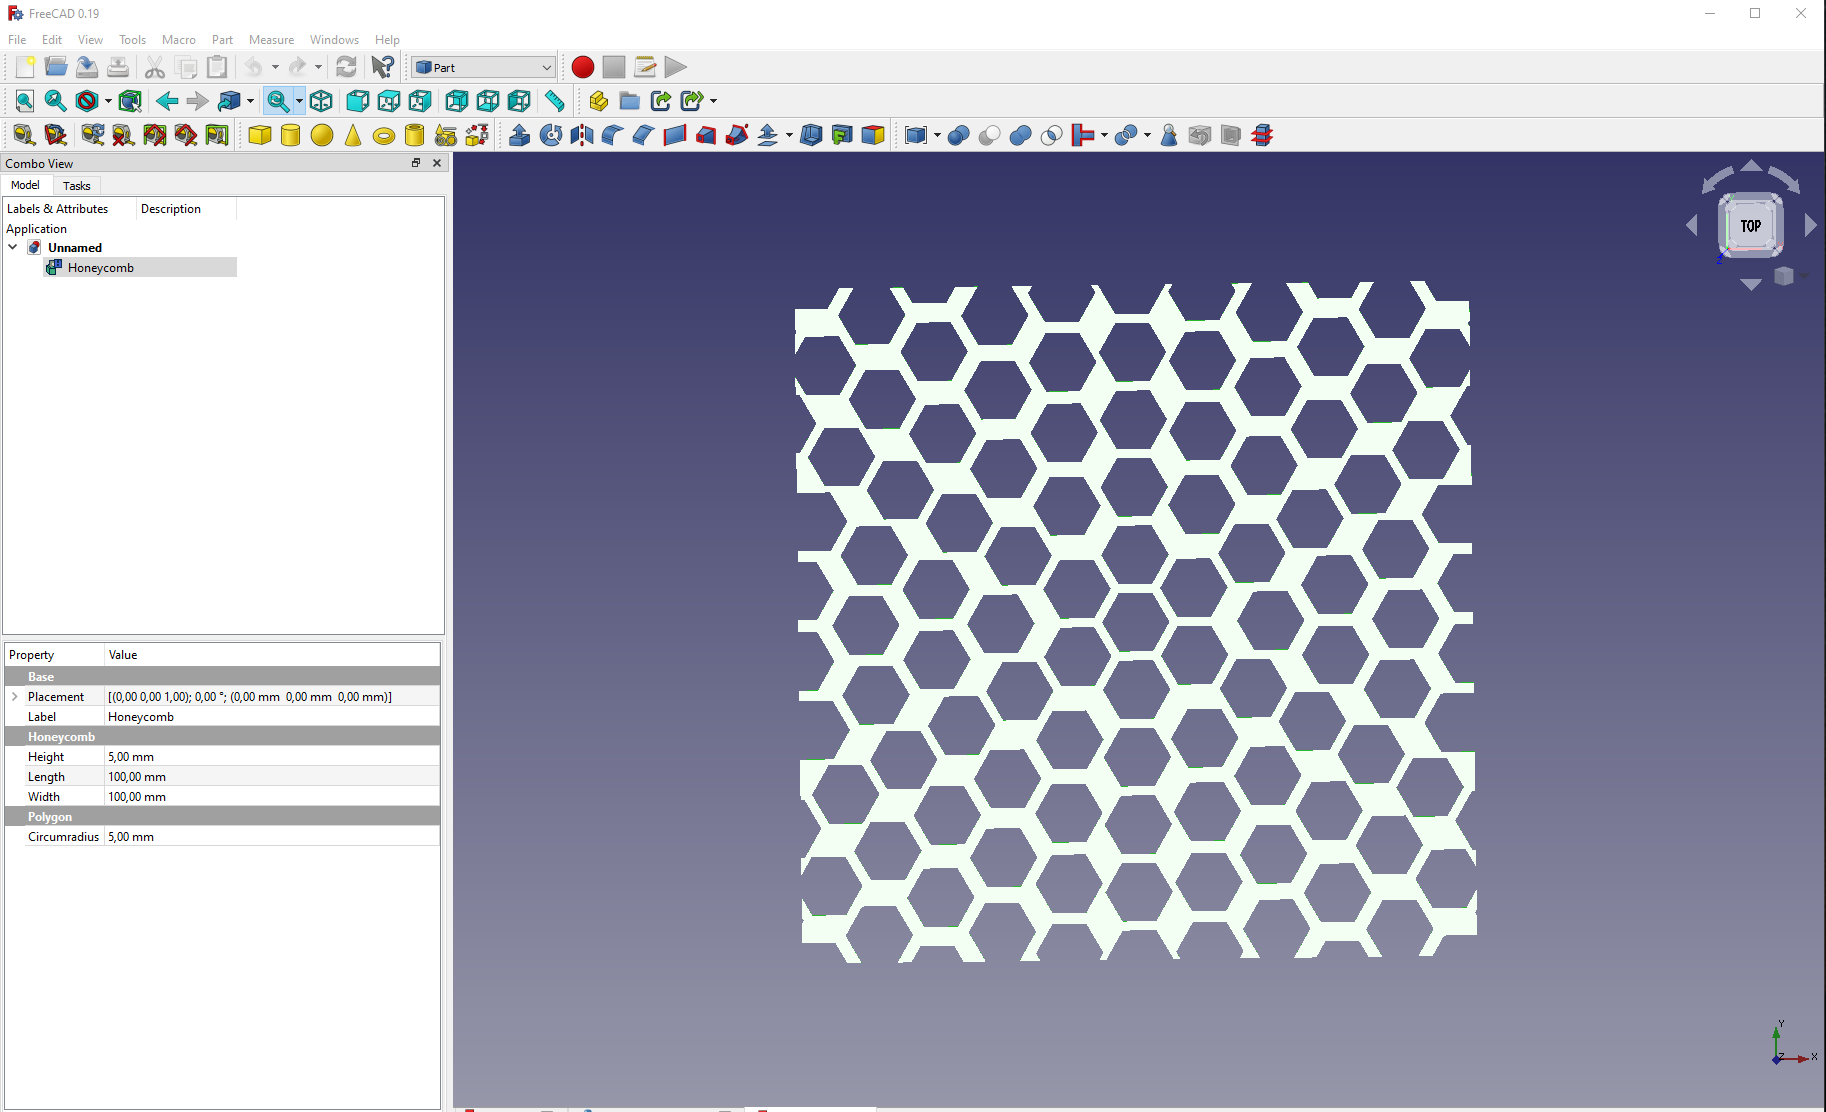 FreeCAD 0.19
File Edit View Tools Macro Part Measure Windows Help
Part
Combo View
Model Tasks
Labels & Attributes Description
Application
Unnamed
Honeycomb
Property Value
Base
Placement [(0,00 0,00 1,00); 0,00 °; (0,00 mm 0,00 mm 0,00 mm)]
Label Honeycomb
Honeycomb
Height 5,00 mm
Length 100,00 mm
Width 100,00 mm
Polygon
Circumradius 5,00 mm
TOP
Z
Y
Z X